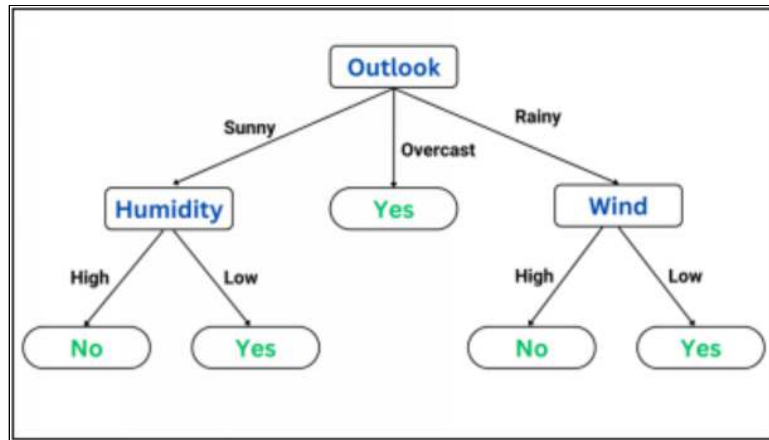 Outlook
Sunny
Overcast
Rainy
Humidity
Yes
Wind
High
Low
High
Low
No
Yes
No
Yes